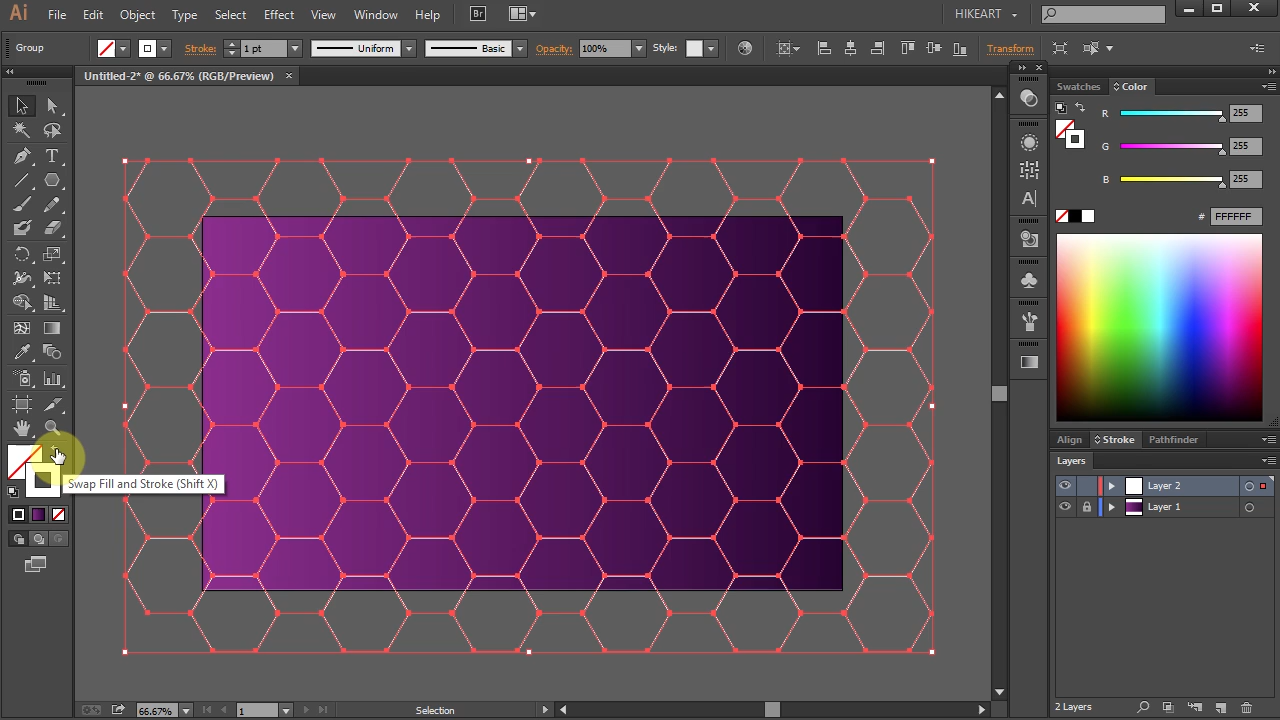 Ai File Edit Object Type Select Effect View Window Help Br HIKEART
Group Stroke: 1 pt Uniform Basic Opacity: 100% Style: Transform
Untitled-2* @ 66.67% (RGB/Preview)
Swatches Color
R 255
G 255
B 255
# FFFFFF
Swap Fill and Stroke (Shift X)
Align Stroke Pathfinder
Layers
Layer 2
Layer 1
66.67% 1 Selection
2 Layers